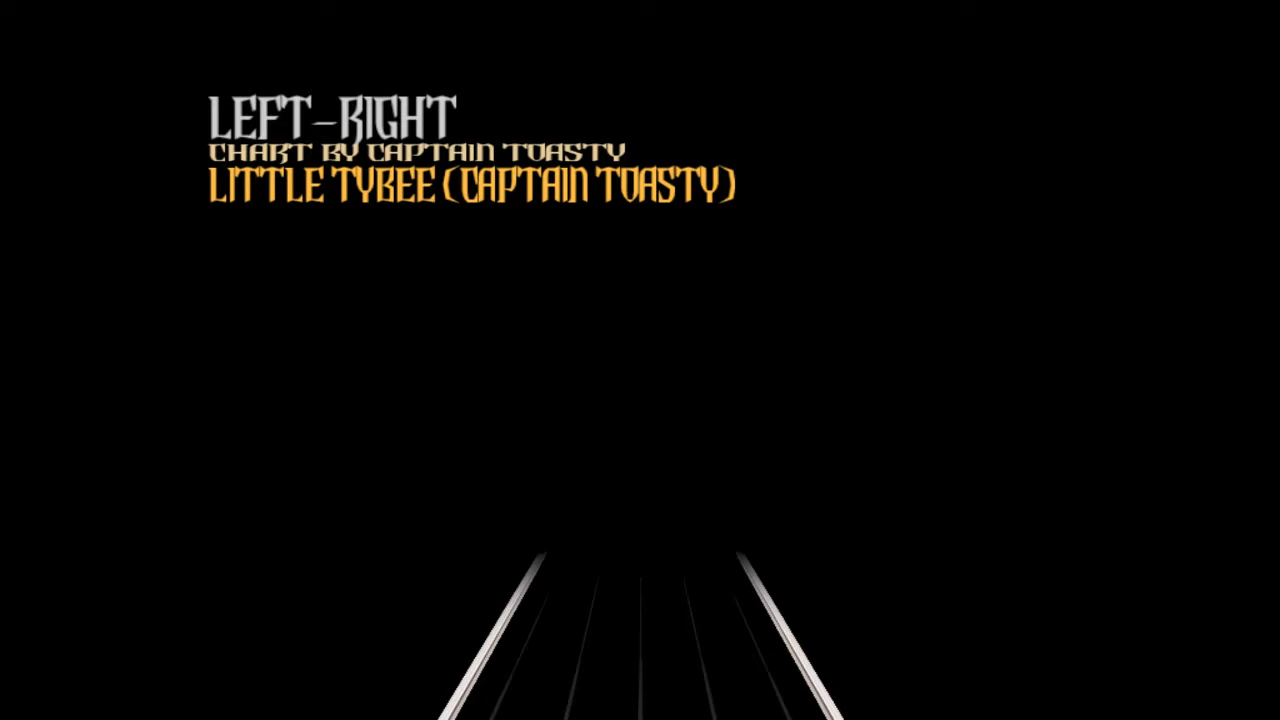 LEFT-RIGHT
CHART BY CAPTAIN TOASTY
LITTLE TYBEE (CAPTAIN TOASTY)